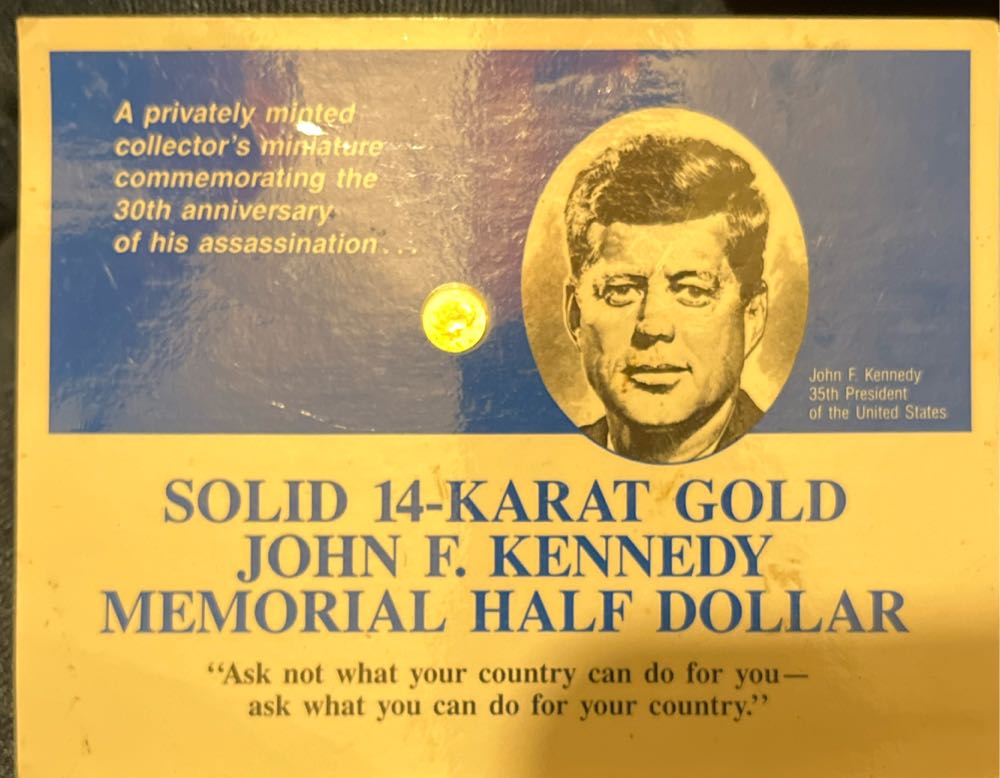 A privately minted
collector's miniature
commemorating the
30th anniversary
of his assassination...
John F. Kennedy
35th President
of the United States
SOLID 14-KARAT GOLD
JOHN F. KENNEDY
MEMORIAL HALF DOLLAR
“Ask not what your country can do for you—
ask what you can do for your country.”